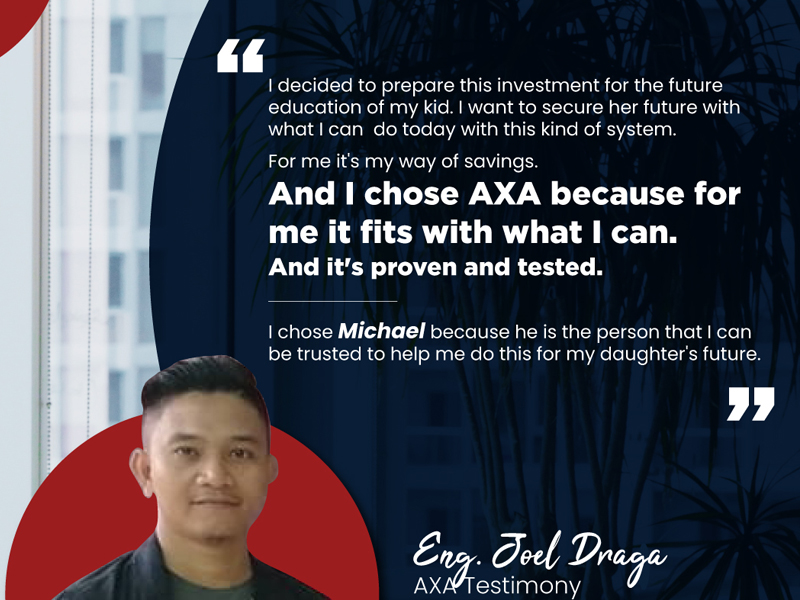 “
I decided to prepare this investment for the future
education of my kid. I want to secure her future with
what I can  do today with this kind of system.
For me it's my way of savings.
And I chose AXA because for
me it fits with what I can.
And it's proven and tested.
I chose Michael because he is the person that I can
be trusted to help me do this for my daughter's future.
”
Eng. Joel Draga
AXA Testimony